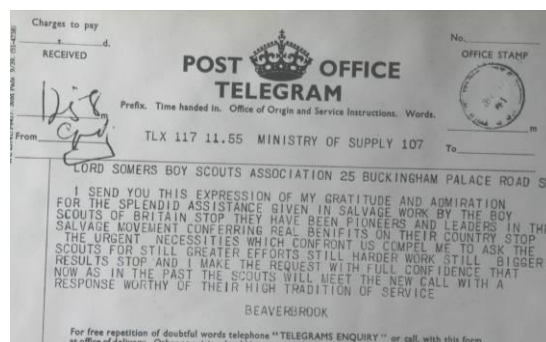 Charges to pay
s. d.
RECEIVED
No.
OFFICE STAMP
POST OFFICE
TELEGRAM
Prefix. Time handed in. Office of Origin and Service Instructions. Words.
m
From
To
m
TLX 117 11.55 MINISTRY OF SUPPLY 107
LORD SOMERS BOY SCOUTS ASSOCIATION 25 BUCKINGHAM PALACE ROAD S
I SEND YOU THIS EXPRESSION OF MY GRATITUDE AND ADMIRATION
FOR THE SPLENDID ASSISTANCE GIVEN IN SALVAGE WORK BY THE BOY
SCOUTS OF BRITAIN STOP THEY HAVE BEEN PIONEERS AND LEADERS IN THE
SALVAGE MOVEMENT CONFERRING REAL BENIFITS ON THEIR COUNTRY STOP
THE URGENT NECESSITIES WHICH CONFRONT US COMPEL ME TO ASK THE
SCOUTS FOR STILL GREATER EFFORTS STILL HARDER WORK STILL BIGGER
RESULTS STOP AND I MAKE THE REQUEST WITH FULL CONFIDENCE THAT
NOW AS IN THE PAST THE SCOUTS WILL MEET THE NEW CALL WITH A
RESPONSE WORTHY OF THEIR HIGH TRADITION OF SERVICE
BEAVERBROOK
For free repetition of doubtful words telephone "TELEGRAMS ENQUIRY" or call, with this form
at office of delivery.